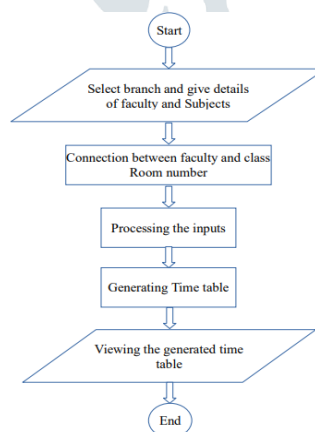 Start
Select branch and give details
of faculty and Subjects
Connection between faculty and class
Room number
Processing the inputs
Generating Time table
Viewing the generated time
table
End